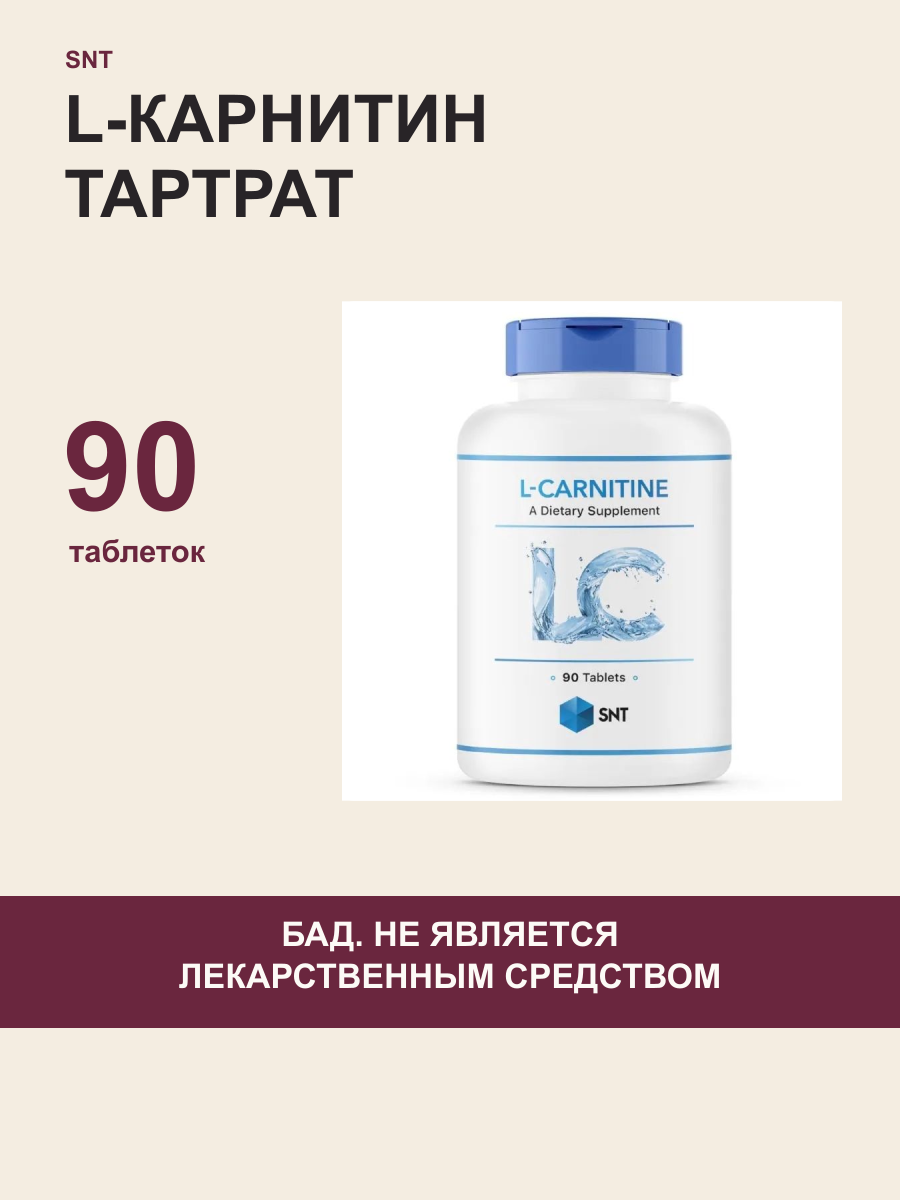 SNT
L-КАРНИТИН
ТАРТРАТ
90
таблеток
L-CARNITINE
A Dietary Supplement
LC
90 Tablets
SNT
БАД. НЕ ЯВЛЯЕТСЯ
ЛЕКАРСТВЕННЫМ СРЕДСТВОМ